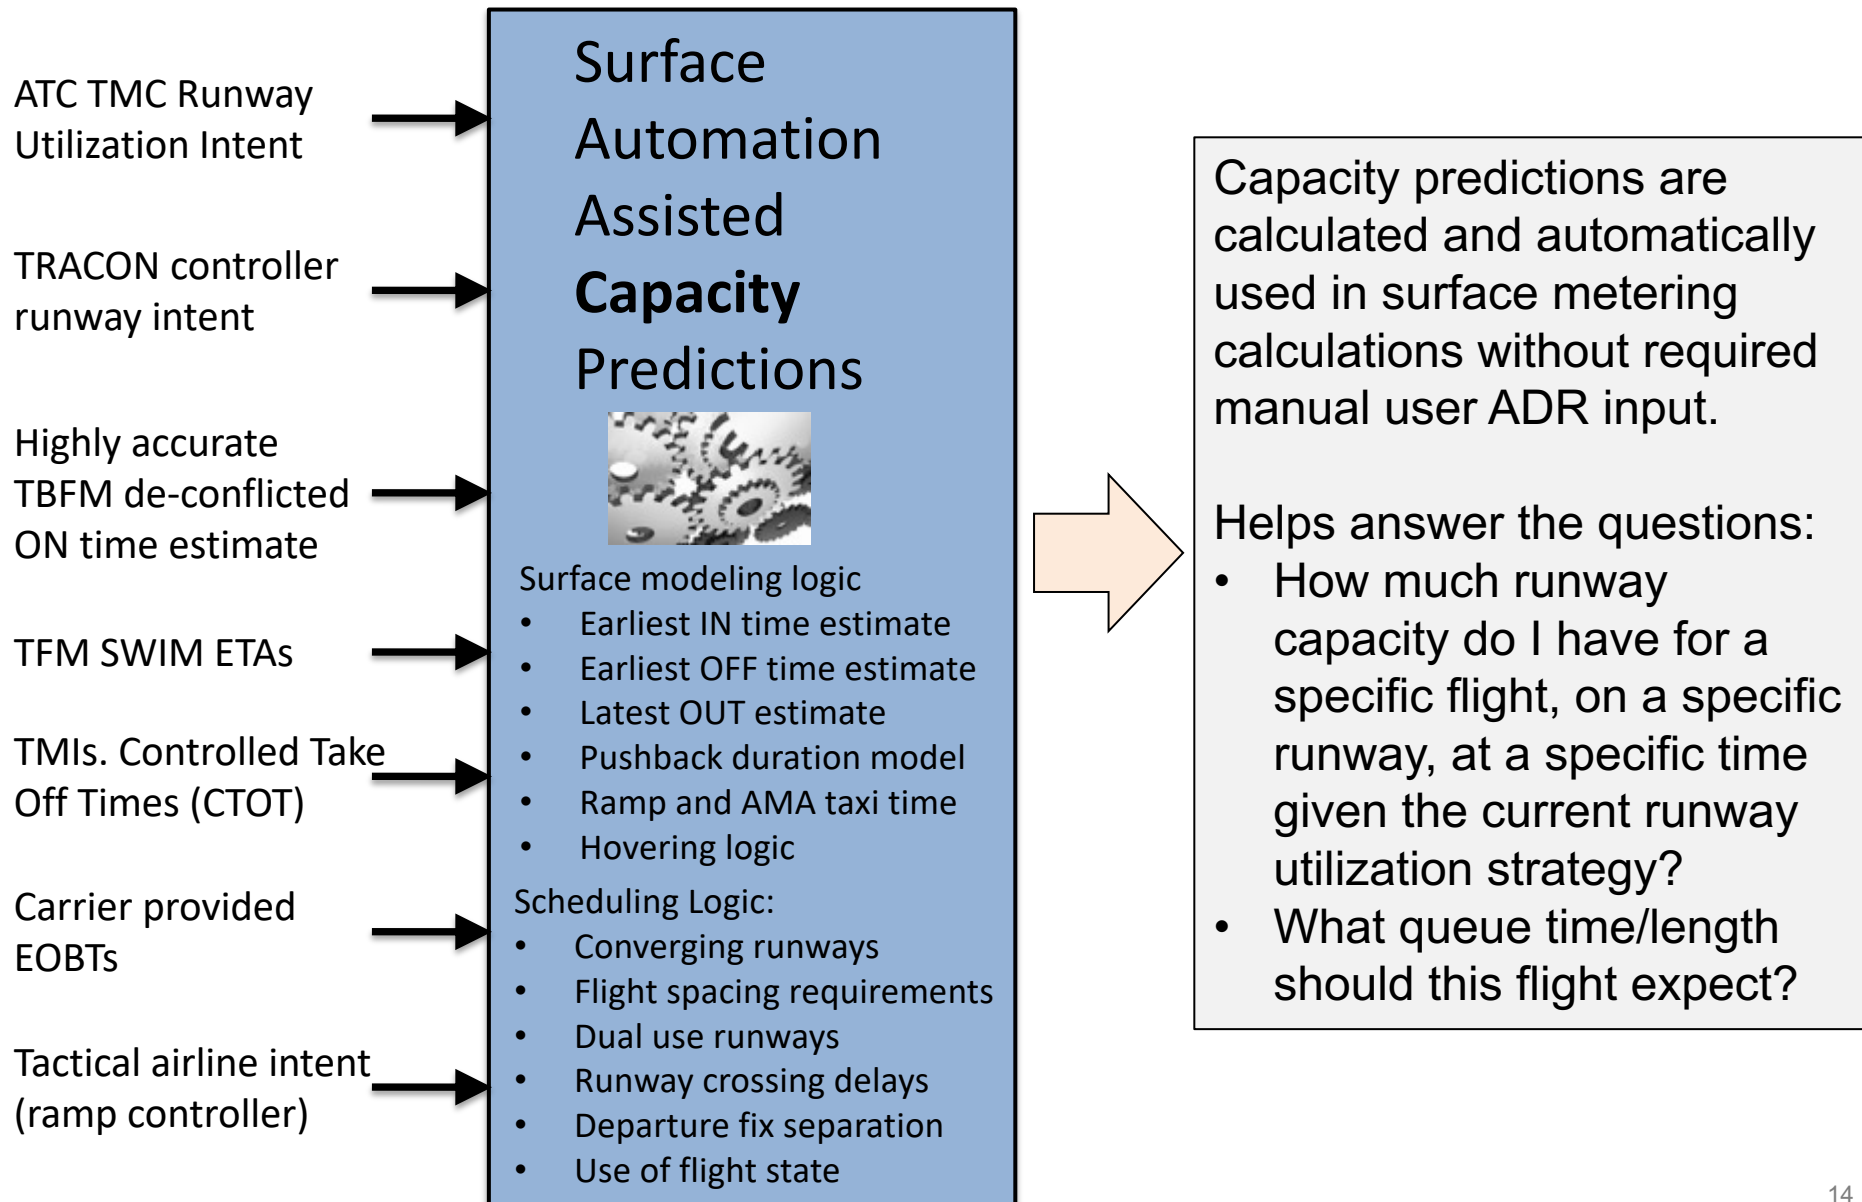 ATC TMC Runway
Utilization Intent
TRACON controller
runway intent
Highly accurate
TBFM de-conflicted
ON time estimate
TFM SWIM ETAs
TMIs. Controlled Take
Off Times (CTOT)
Carrier provided
EOBTs
Tactical airline intent
(ramp controller)
Surface
Automation
Assisted
Capacity
Predictions
Surface modeling logic
• Earliest IN time estimate
• Earliest OFF time estimate
• Latest OUT estimate
• Pushback duration model
• Ramp and AMA taxi time
• Hovering logic
Scheduling Logic:
• Converging runways
• Flight spacing requirements
• Dual use runways
• Runway crossing delays
• Departure fix separation
• Use of flight state
Capacity predictions are
calculated and automatically
used in surface metering
calculations without required
manual user ADR input.
Helps answer the questions:
• How much runway
capacity do I have for a
specific flight, on a specific
runway, at a specific time
given the current runway
utilization strategy?
• What queue time/length
should this flight expect?
14